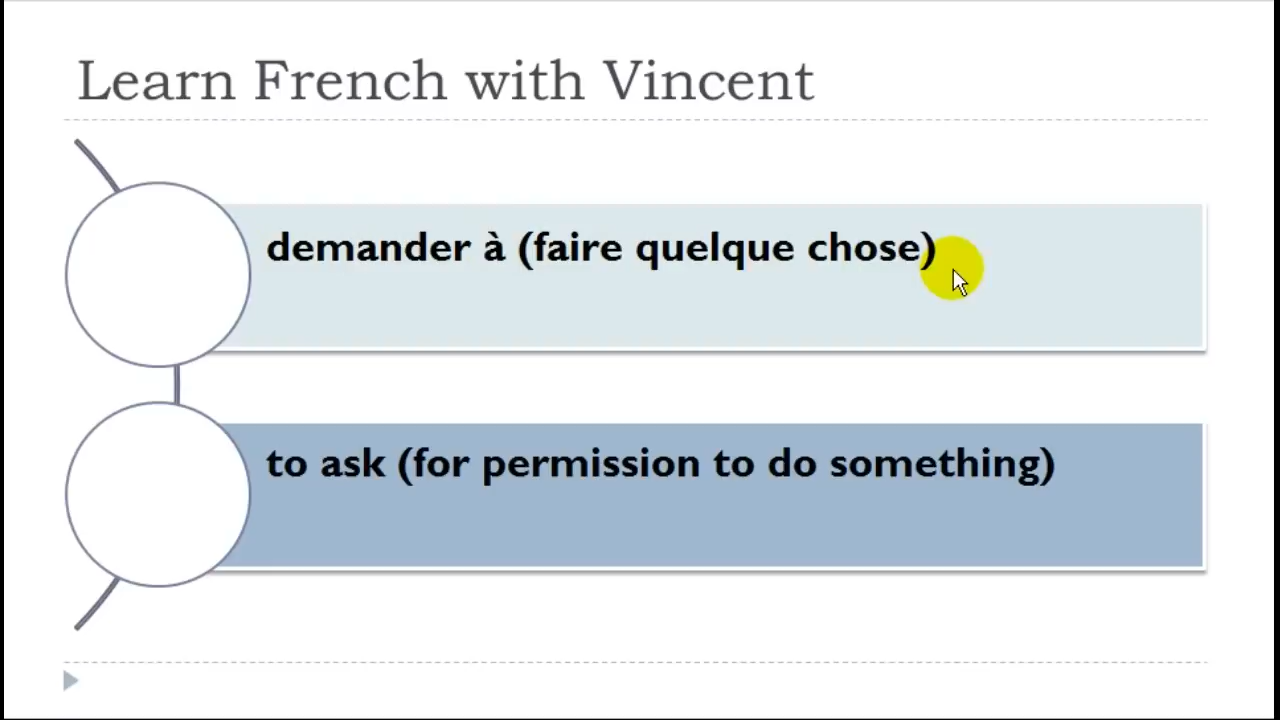 Learn French with Vincent
demander à (faire quelque chose)
to ask (for permission to do something)